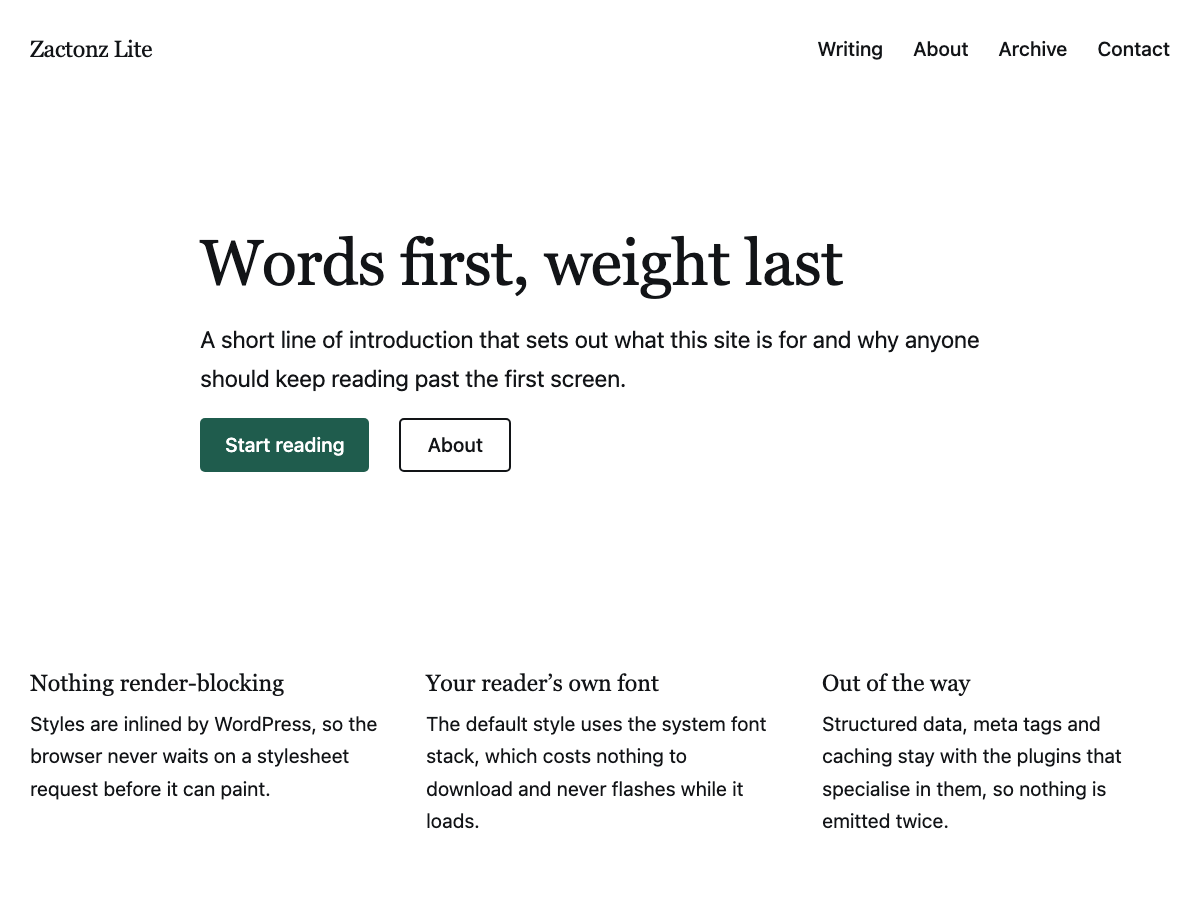 Zactonz Lite
Writing About Archive Contact
Words first, weight last
A short line of introduction that sets out what this site is for and why anyone
should keep reading past the first screen.
Start reading About
Nothing render-blocking
Styles are inlined by WordPress, so the
browser never waits on a stylesheet
request before it can paint.
Your reader’s own font
The default style uses the system font
stack, which costs nothing to
download and never flashes while it
loads.
Out of the way
Structured data, meta tags and
caching stay with the plugins that
specialise in them, so nothing is
emitted twice.